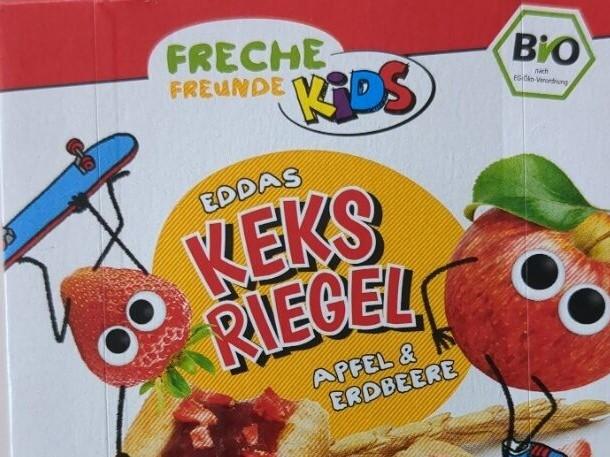 FRECHE
FREUNDE
KiDS
BiO
nach
EG-Öko-Verordnung
EDDAS
KEKS
RIEGEL
APFEL &
ERDBEERE